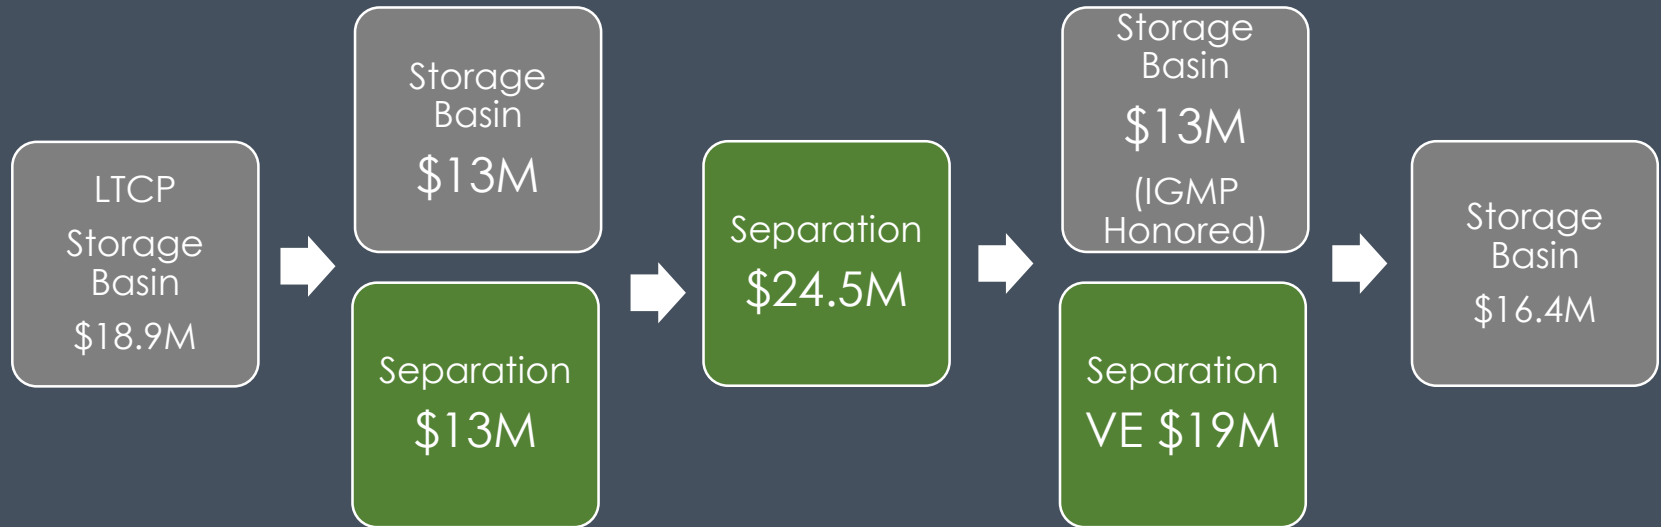 LTCP
Storage
Basin
$18.9M
Storage
Basin
$13M
Separation
$13M
Separation
$24.5M
Storage
Basin
$13M
(IGMP
Honored)
Separation
VE $19M
Storage
Basin
$16.4M